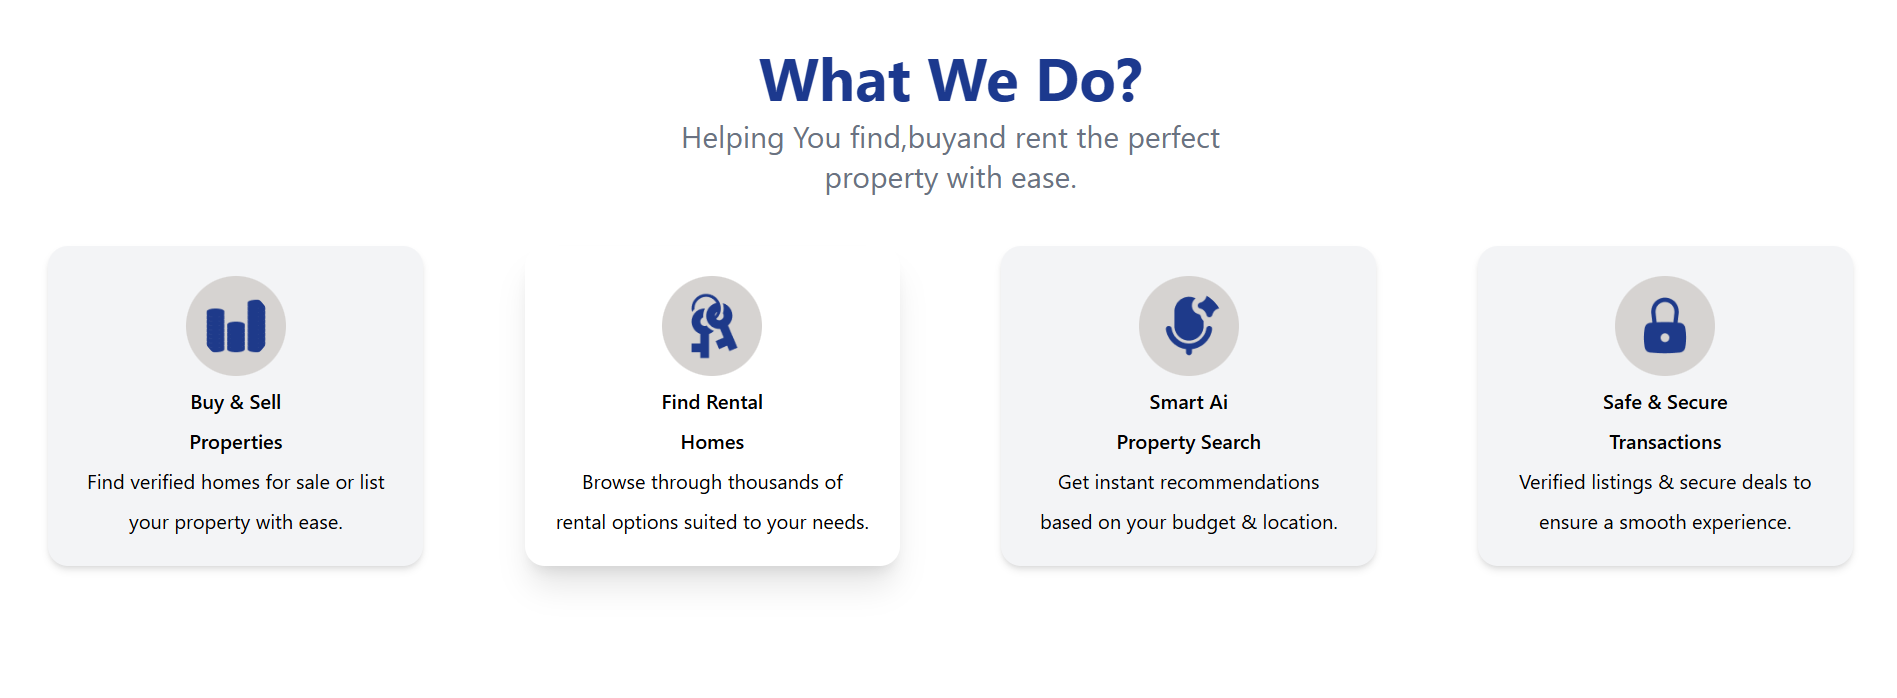 What We Do?
Helping You find,buyand rent the perfect
property with ease.
Buy & Sell
Properties
Find verified homes for sale or list
your property with ease.
Find Rental
Homes
Browse through thousands of
rental options suited to your needs.
Smart Ai
Property Search
Get instant recommendations
based on your budget & location.
Safe & Secure
Transactions
Verified listings & secure deals to
ensure a smooth experience.